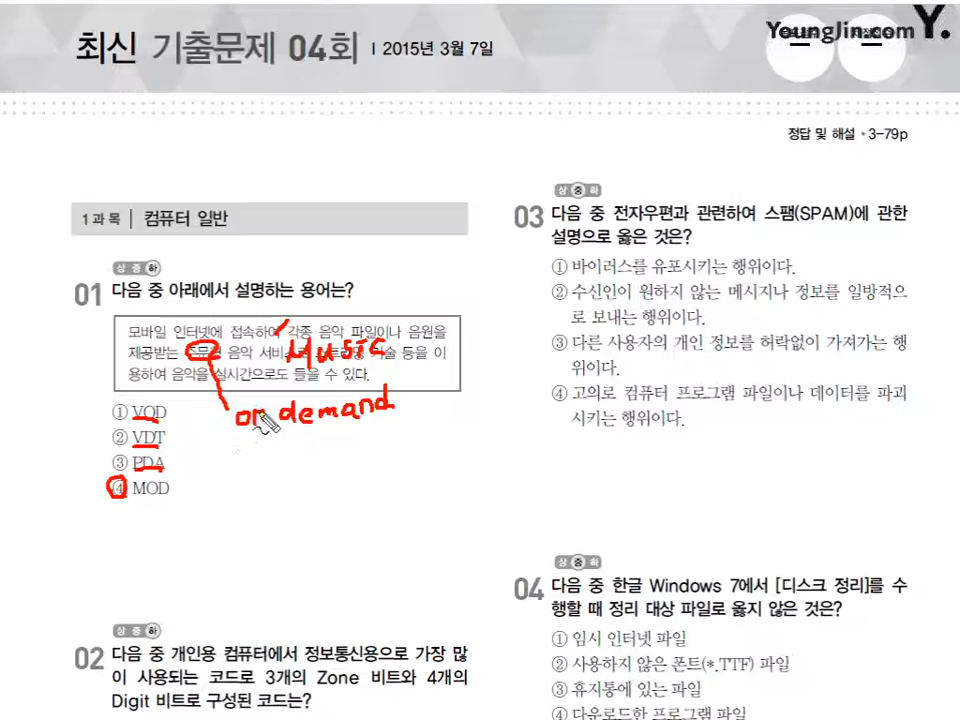 YoungJin.com Y.
최신 기출문제 04회 | 2015년 3월 7일
정답 및 해설 • 3-79p
1과목 | 컴퓨터 일반
상 중 하
01 다음 중 아래에서 설명하는 용어는?
모바일 인터넷에 접속하여 각종 음악 파일이나 음원을
제공받는 주문형 음악 서비스로 스트리밍 기술 등을 이
용하여 음악을 실시간으로도 들을 수 있다.
Music
on demand
① VOD
② VDT
③ PDA
④ MOD
상 중 하
02 다음 중 개인용 컴퓨터에서 정보통신용으로 가장 많
이 사용되는 코드로 3개의 Zone 비트와 4개의
Digit 비트로 구성된 코드는?
상 중 하
03 다음 중 전자우편과 관련하여 스팸(SPAM)에 관한
설명으로 옳은 것은?
① 바이러스를 유포시키는 행위이다.
② 수신인이 원하지 않는 메시지나 정보를 일방적으
로 보내는 행위이다.
③ 다른 사용자의 개인 정보를 허락없이 가져가는 행
위이다.
④ 고의로 컴퓨터 프로그램 파일이나 데이터를 파괴
시키는 행위이다.
상 중 하
04 다음 중 한글 Windows 7에서 [디스크 정리]를 수
행할 때 정리 대상 파일로 옳지 않은 것은?
① 임시 인터넷 파일
② 사용하지 않은 폰트(*.TTF) 파일
③ 휴지통에 있는 파일
④ 다운로드한 프로그램 파일